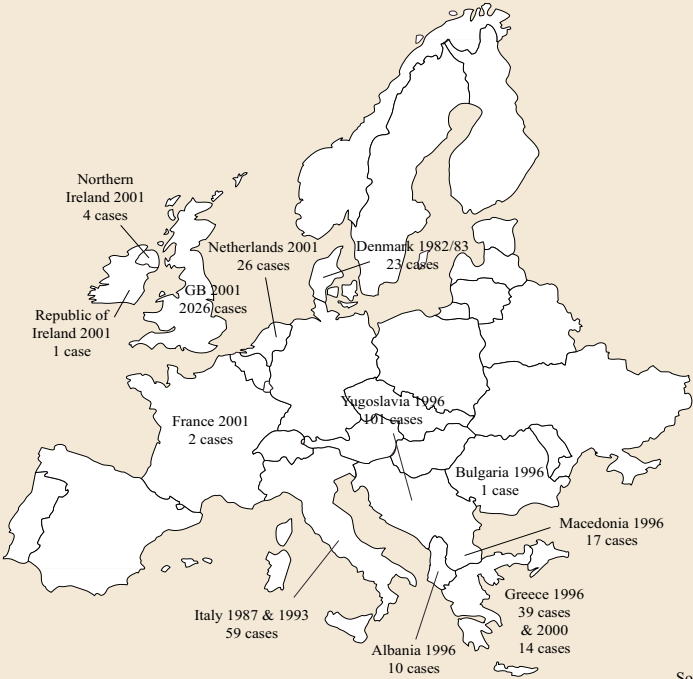 Northern
Ireland 2001
4 cases
Netherlands 2001
26 cases
Denmark 1982/83
23 cases
GB 2001
2026 cases
Republic of
Ireland 2001
1 case
France 2001
2 cases
Yugoslavia 1996
101 cases
Bulgaria 1996
1 case
Macedonia 1996
17 cases
Italy 1987 & 1993
59 cases
Albania 1996
10 cases
Greece 1996
39 cases
& 2000
14 cases